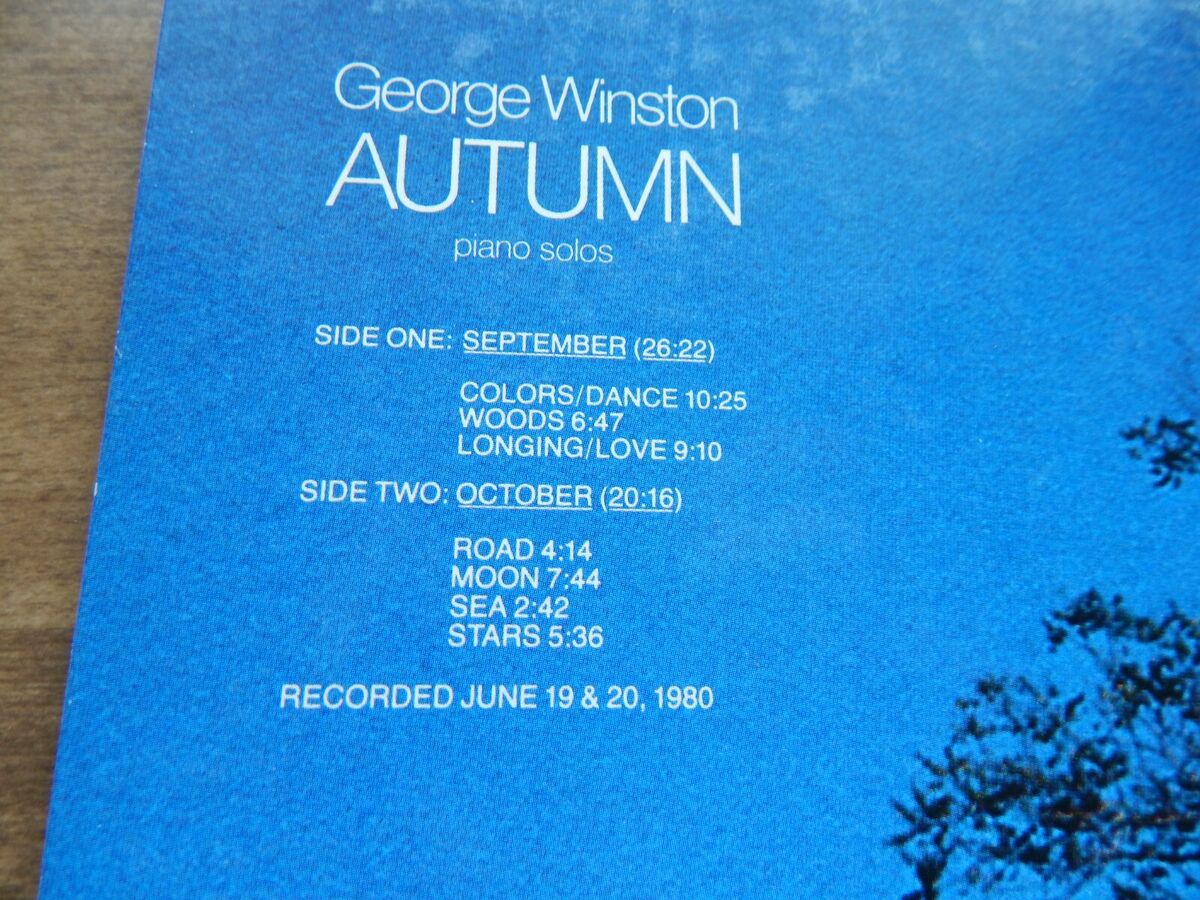 George Winston
AUTUMN
piano solos
SIDE ONE: SEPTEMBER (26:22)
COLORS/DANCE 10:25
WOODS 6:47
LONGING/LOVE 9:10
SIDE TWO: OCTOBER (20:16)
ROAD 4:14
MOON 7:44
SEA 2:42
STARS 5:36
RECORDED JUNE 19 & 20, 1980